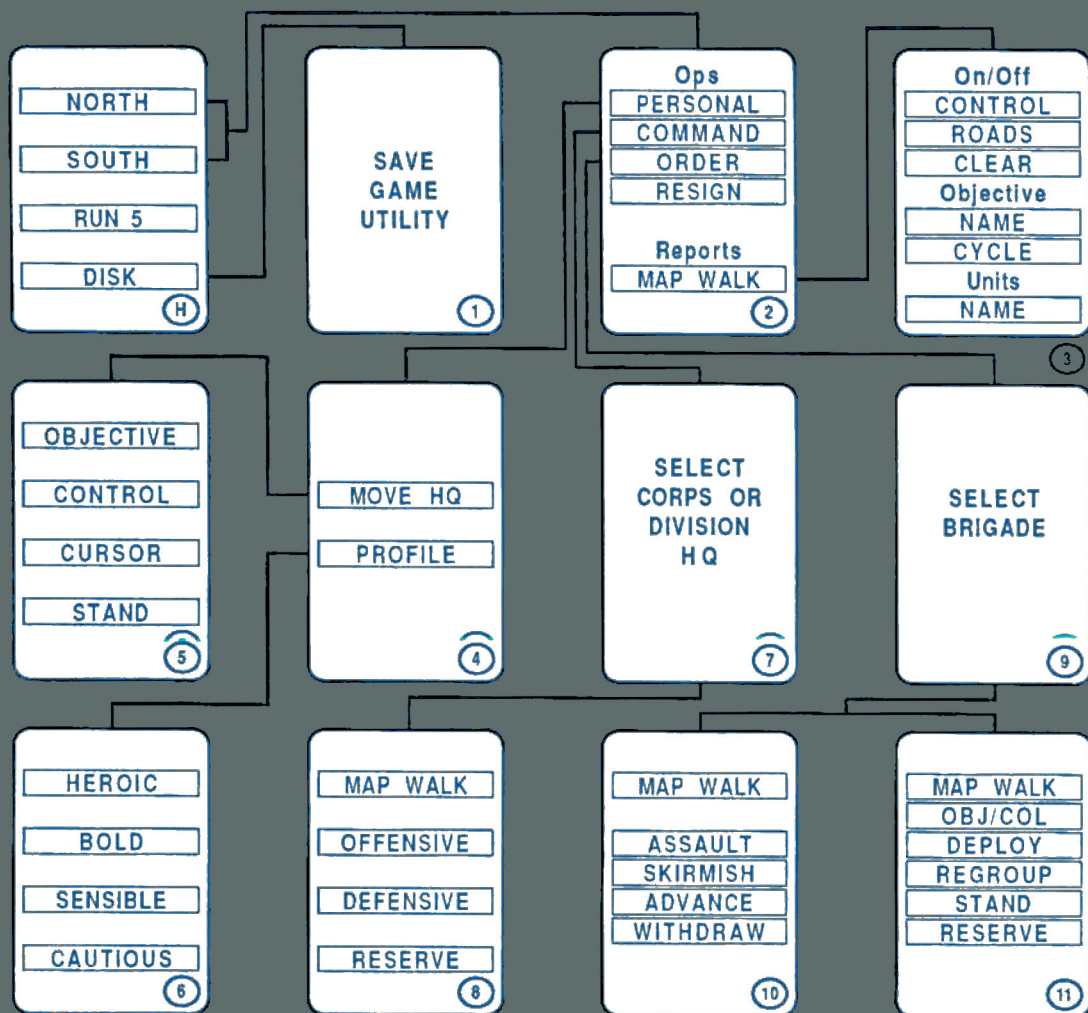 NORTH
SOUTH
RUN 5
DISK
H
SAVE
GAME
UTILITY
1
Ops
PERSONAL
COMMAND
ORDER
RESIGN
Reports
MAP WALK
2
On/Off
CONTROL
ROADS
CLEAR
Objective
NAME
CYCLE
Units
NAME
3
OBJECTIVE
CONTROL
CURSOR
STAND
5
MOVE HQ
PROFILE
4
SELECT
CORPS OR
DIVISION
HQ
7
SELECT
BRIGADE
9
HEROIC
BOLD
SENSIBLE
CAUTIOUS
6
MAP WALK
OFFENSIVE
DEFENSIVE
RESERVE
8
MAP WALK
ASSAULT
SKIRMISH
ADVANCE
WITHDRAW
10
MAP WALK
OBJ/COL
DEPLOY
REGROUP
STAND
RESERVE
11